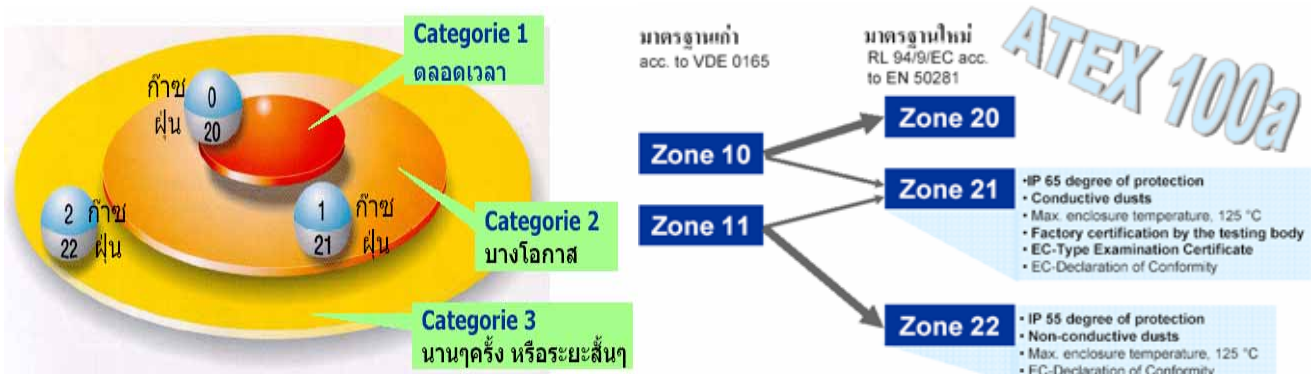 Categorie 1
ตลอดเวลา
ก๊าซ
ฝุ่น
0
20
2
22
ก๊าซ
ฝุ่น
1
21
ก๊าซ
ฝุ่น
Categorie 2
บางโอกาส
Categorie 3
นานๆครั้ง หรือระยะสั้นๆ
มาตรฐานเก่า
acc. to VDE 0165
มาตรฐานใหม่
RL 94/9/EC acc.
to EN 50281
ATEX 100a
Zone 10
Zone 11
Zone 20
Zone 21
•IP 65 degree of protection
• Conductive dusts
• Max. enclosure temperature, 125 °C
• Factory certification by the testing body
• EC-Type Examination Certificate
• EC-Declaration of Conformity
Zone 22
• IP 55 degree of protection
• Non-conductive dusts
• Max. enclosure temperature, 125 °C
• EC-Declaration of Conformity